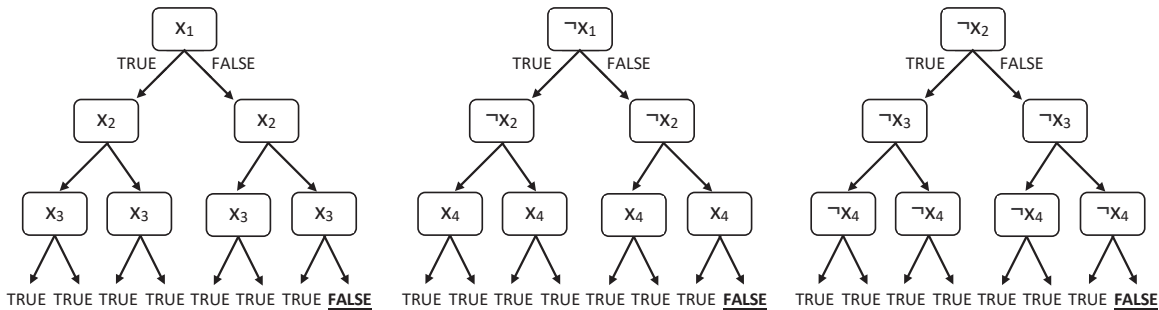 x1 ¬x1 ¬x2
TRUE FALSE TRUE FALSE TRUE FALSE
x2 x2 ¬x2 ¬x2 ¬x3 ¬x3
x3 x3 x3 x3 x4 x4 x4 x4 ¬x4 ¬x4 ¬x4 ¬x4
TRUE TRUE TRUE TRUE TRUE TRUE TRUE FALSE TRUE TRUE TRUE TRUE TRUE TRUE TRUE FALSE TRUE TRUE TRUE TRUE TRUE TRUE TRUE FALSE